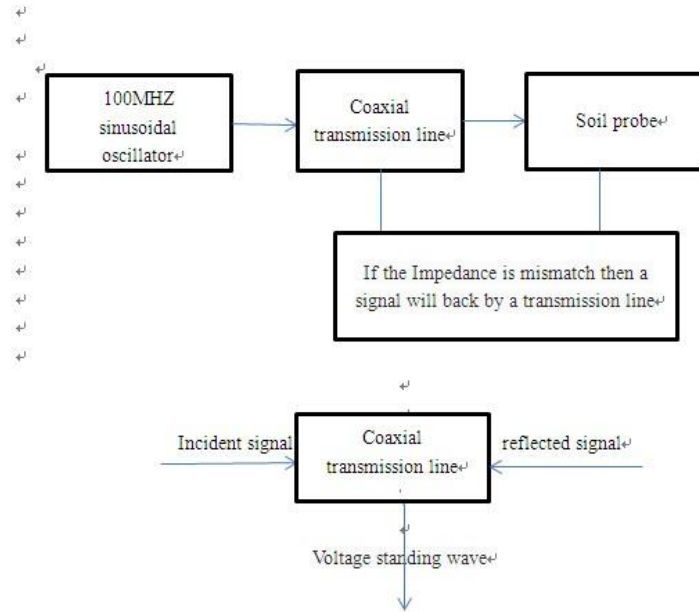 100MHZ
sinusoidal
oscillator↵
Coaxial
transmission line↵
Soil probe↵
If the Impedance is mismatch then a
signal will back by a transmission line↵
Incident signal
Coaxial
transmission line↵
reflected signal↵
Voltage standing wave↵